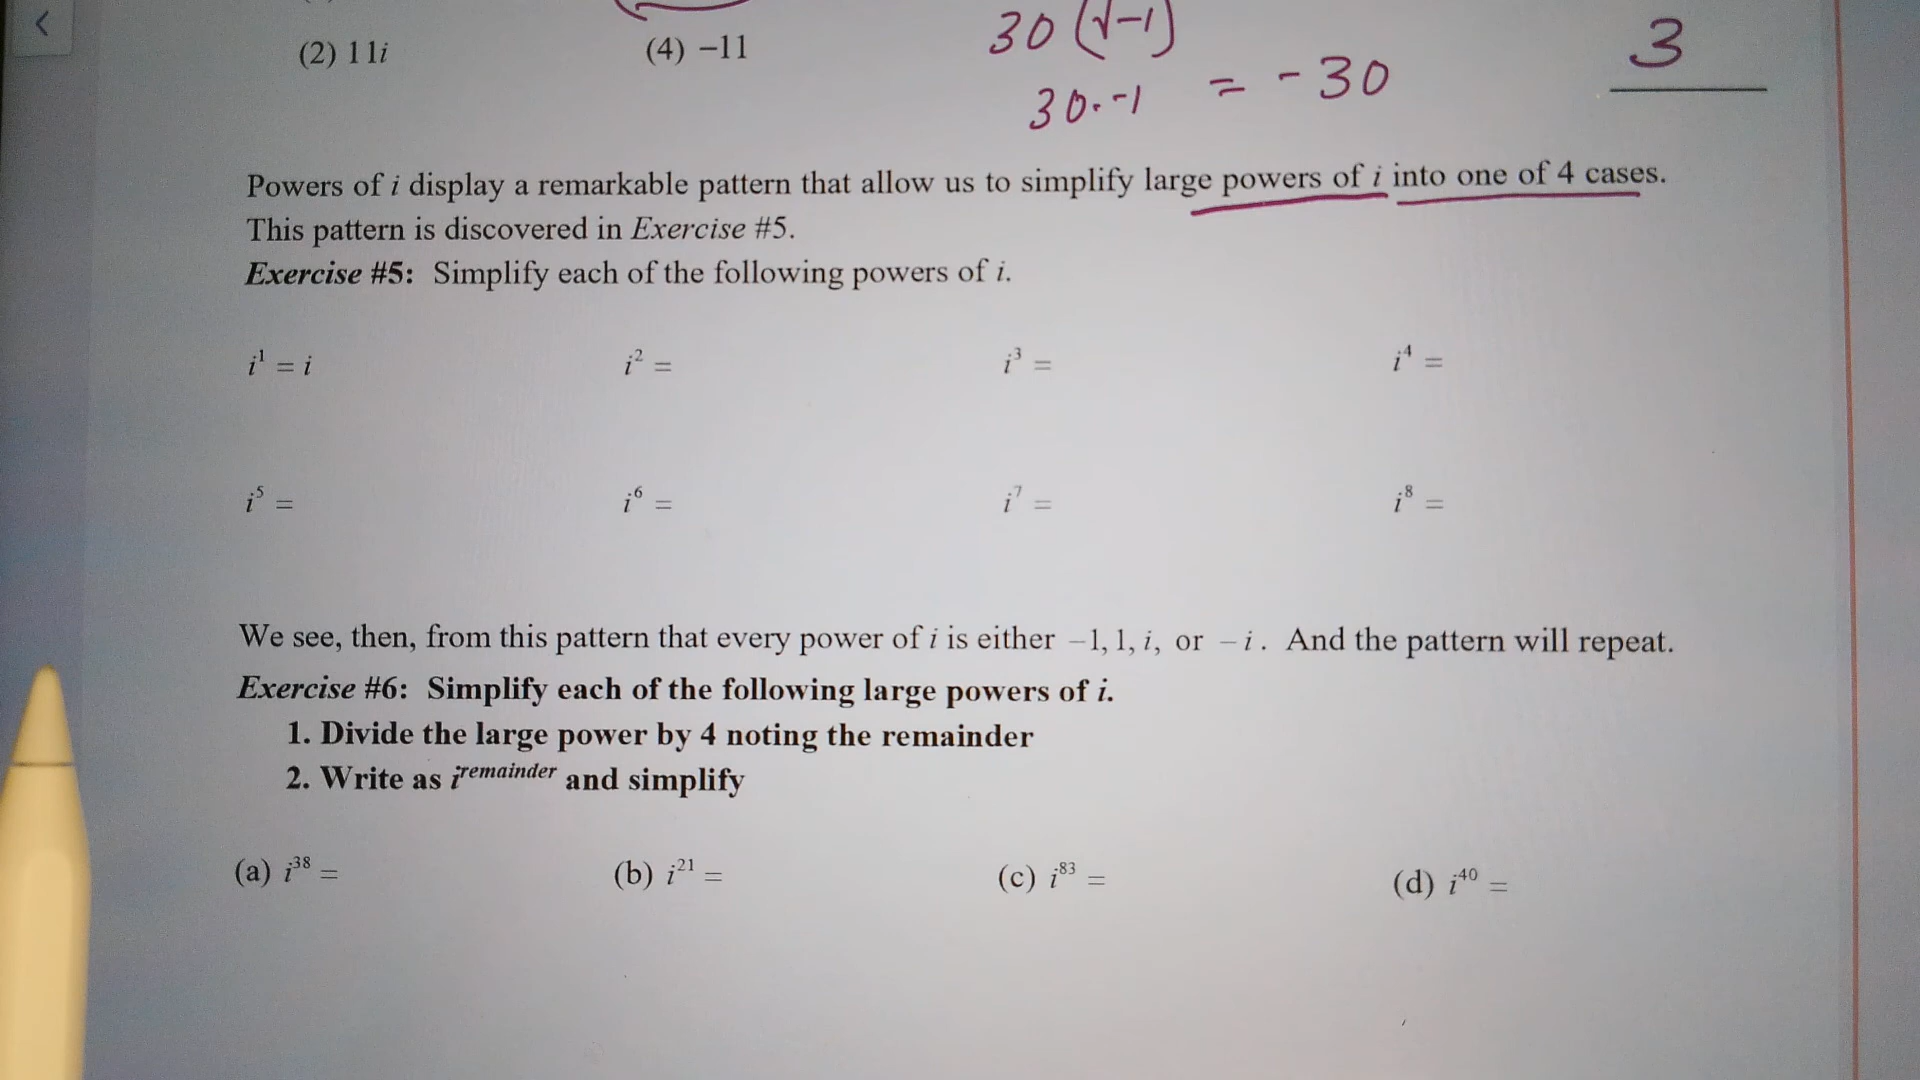 (2) 11i (4) −11 30 (√−1) 3
30·−1 = −30
Powers of i display a remarkable pattern that allow us to simplify large powers of i into one of 4 cases.
This pattern is discovered in Exercise #5.
Exercise #5: Simplify each of the following powers of i.
i¹ = i i² = i³ = i⁴ =
i⁵ = i⁶ = i⁷ = i⁸ =
We see, then, from this pattern that every power of i is either −1, 1, i, or −i. And the pattern will repeat.
Exercise #6: Simplify each of the following large powers of i.
1. Divide the large power by 4 noting the remainder
2. Write as i^remainder and simplify
(a) i³⁸ = (b) i²¹ = (c) i⁸³ = (d) i⁴⁰ =